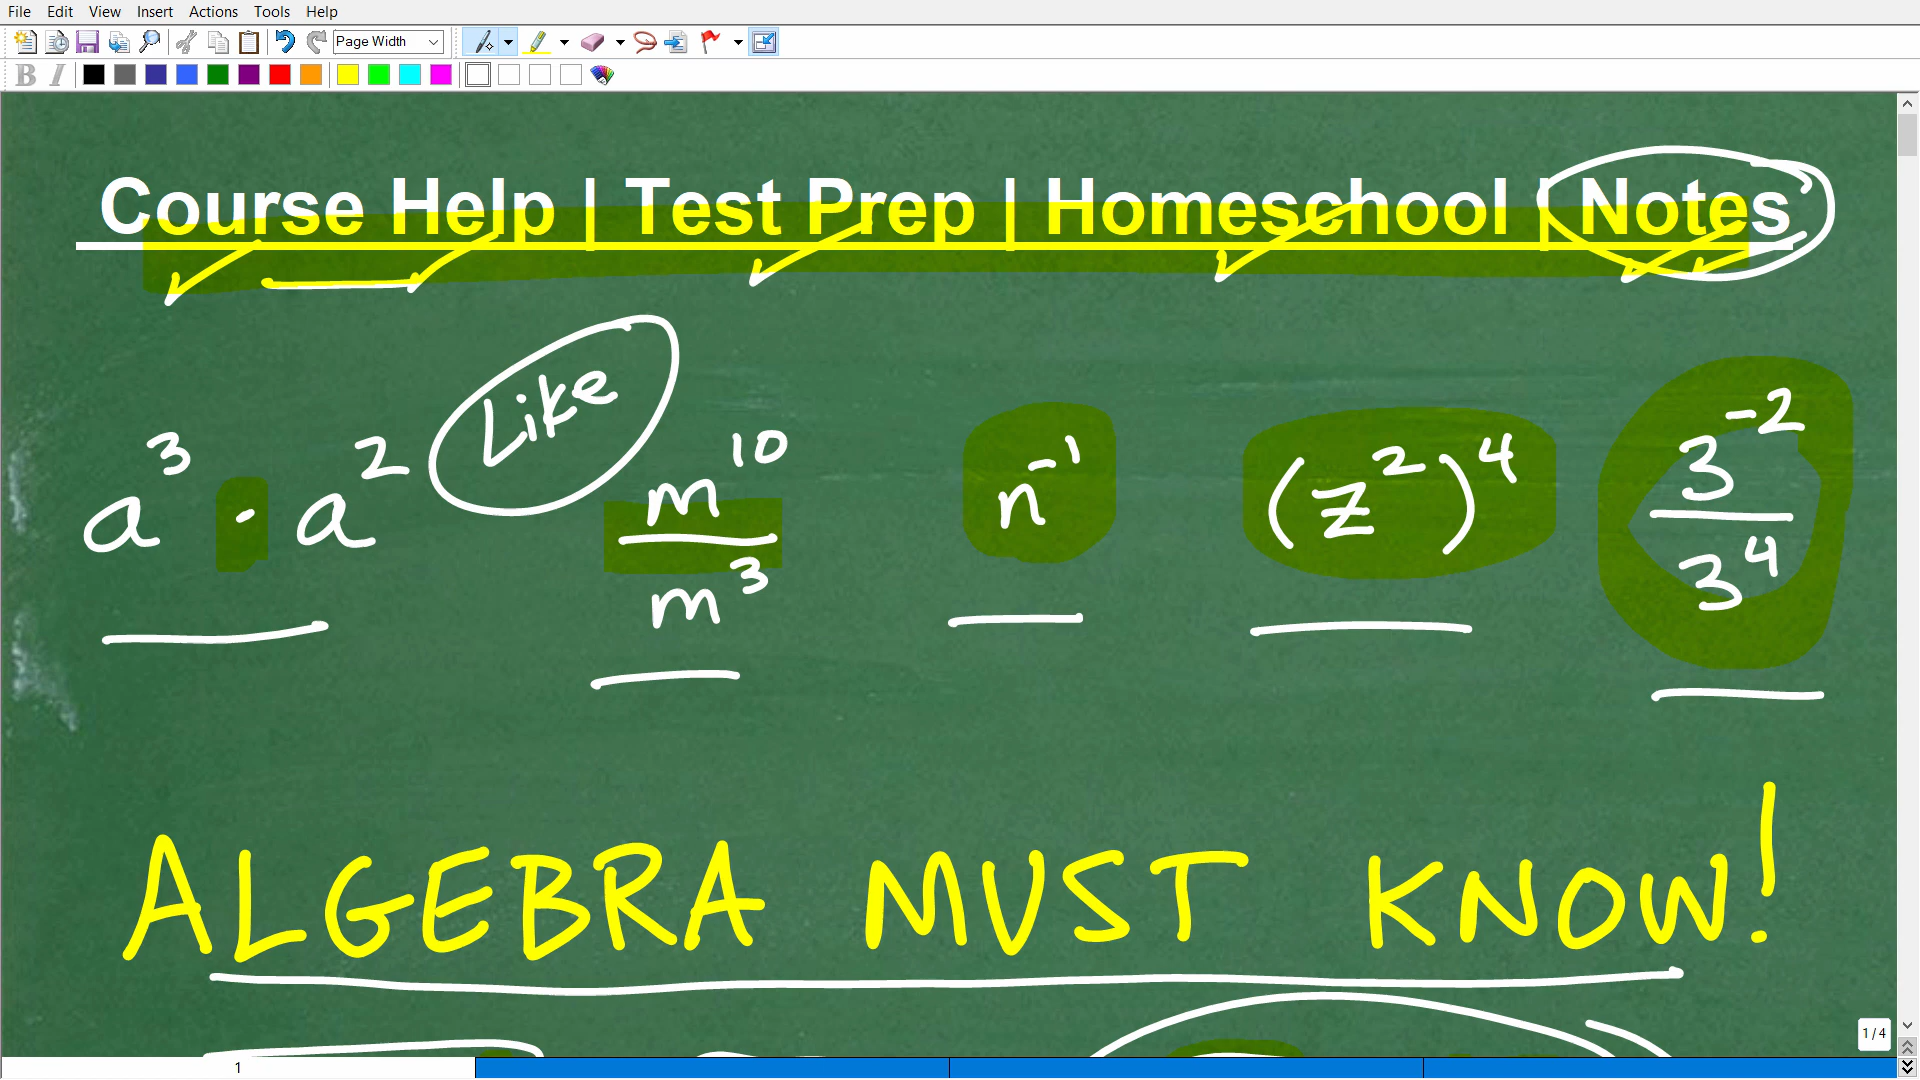 File Edit View Insert Actions Tools Help
Page Width
B I
Course Help | Test Prep | Homeschool | Notes
Like
a³ · a²
m¹⁰
m³
n⁻¹
(z²)⁴
3⁻²
3⁴
ALGEBRA MUST KNOW!
1 / 4
1